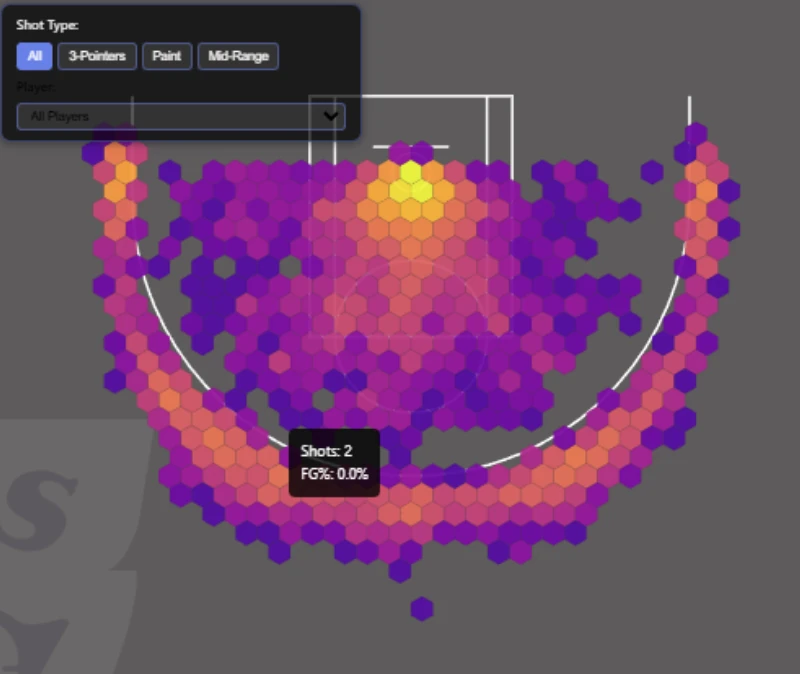 Shot Type:
All 3-Pointers Paint Mid-Range
Player:
All Players
Shots: 2
FG%: 0.0%
s